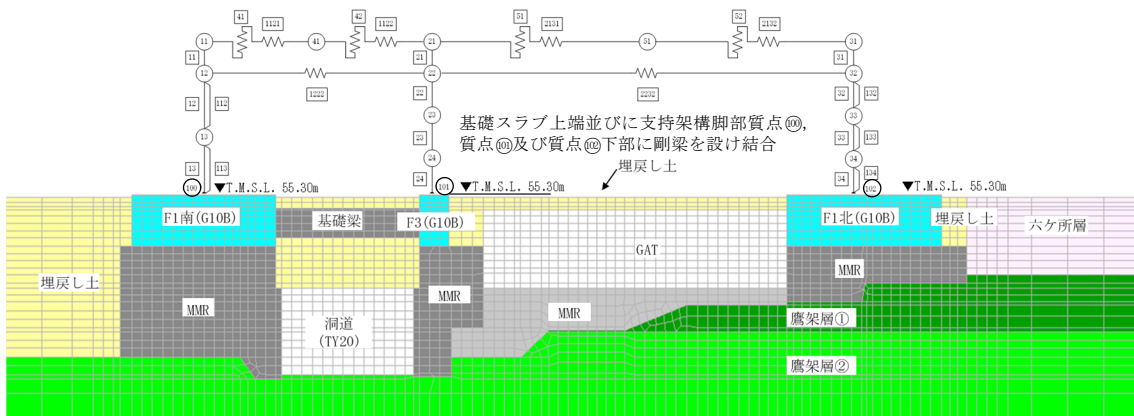 41
42
51
52
1121
1122
2131
2132
11
41
21
51
31
11
21
31
12
22
32
1222
2232
12
112
22
32
132
23
33
13
基礎スラブ上端並びに支持架構脚部質点⑩⓪,
質点⑩①及び質点⑩②下部に剛梁を設け結合
23
133
24
34
埋戻し土
13
113
24
34
134
100
▼T.M.S.L. 55.30m
101
▼T.M.S.L. 55.30m
102
▼T.M.S.L. 55.30m
F1南(G10B)
基礎梁
F3(G10B)
F1北(G10B)
埋戻し土
六ケ所層
GAT
MMR
埋戻し土
MMR
MMR
MMR
鷹架層①
洞道
(TY20)
鷹架層②